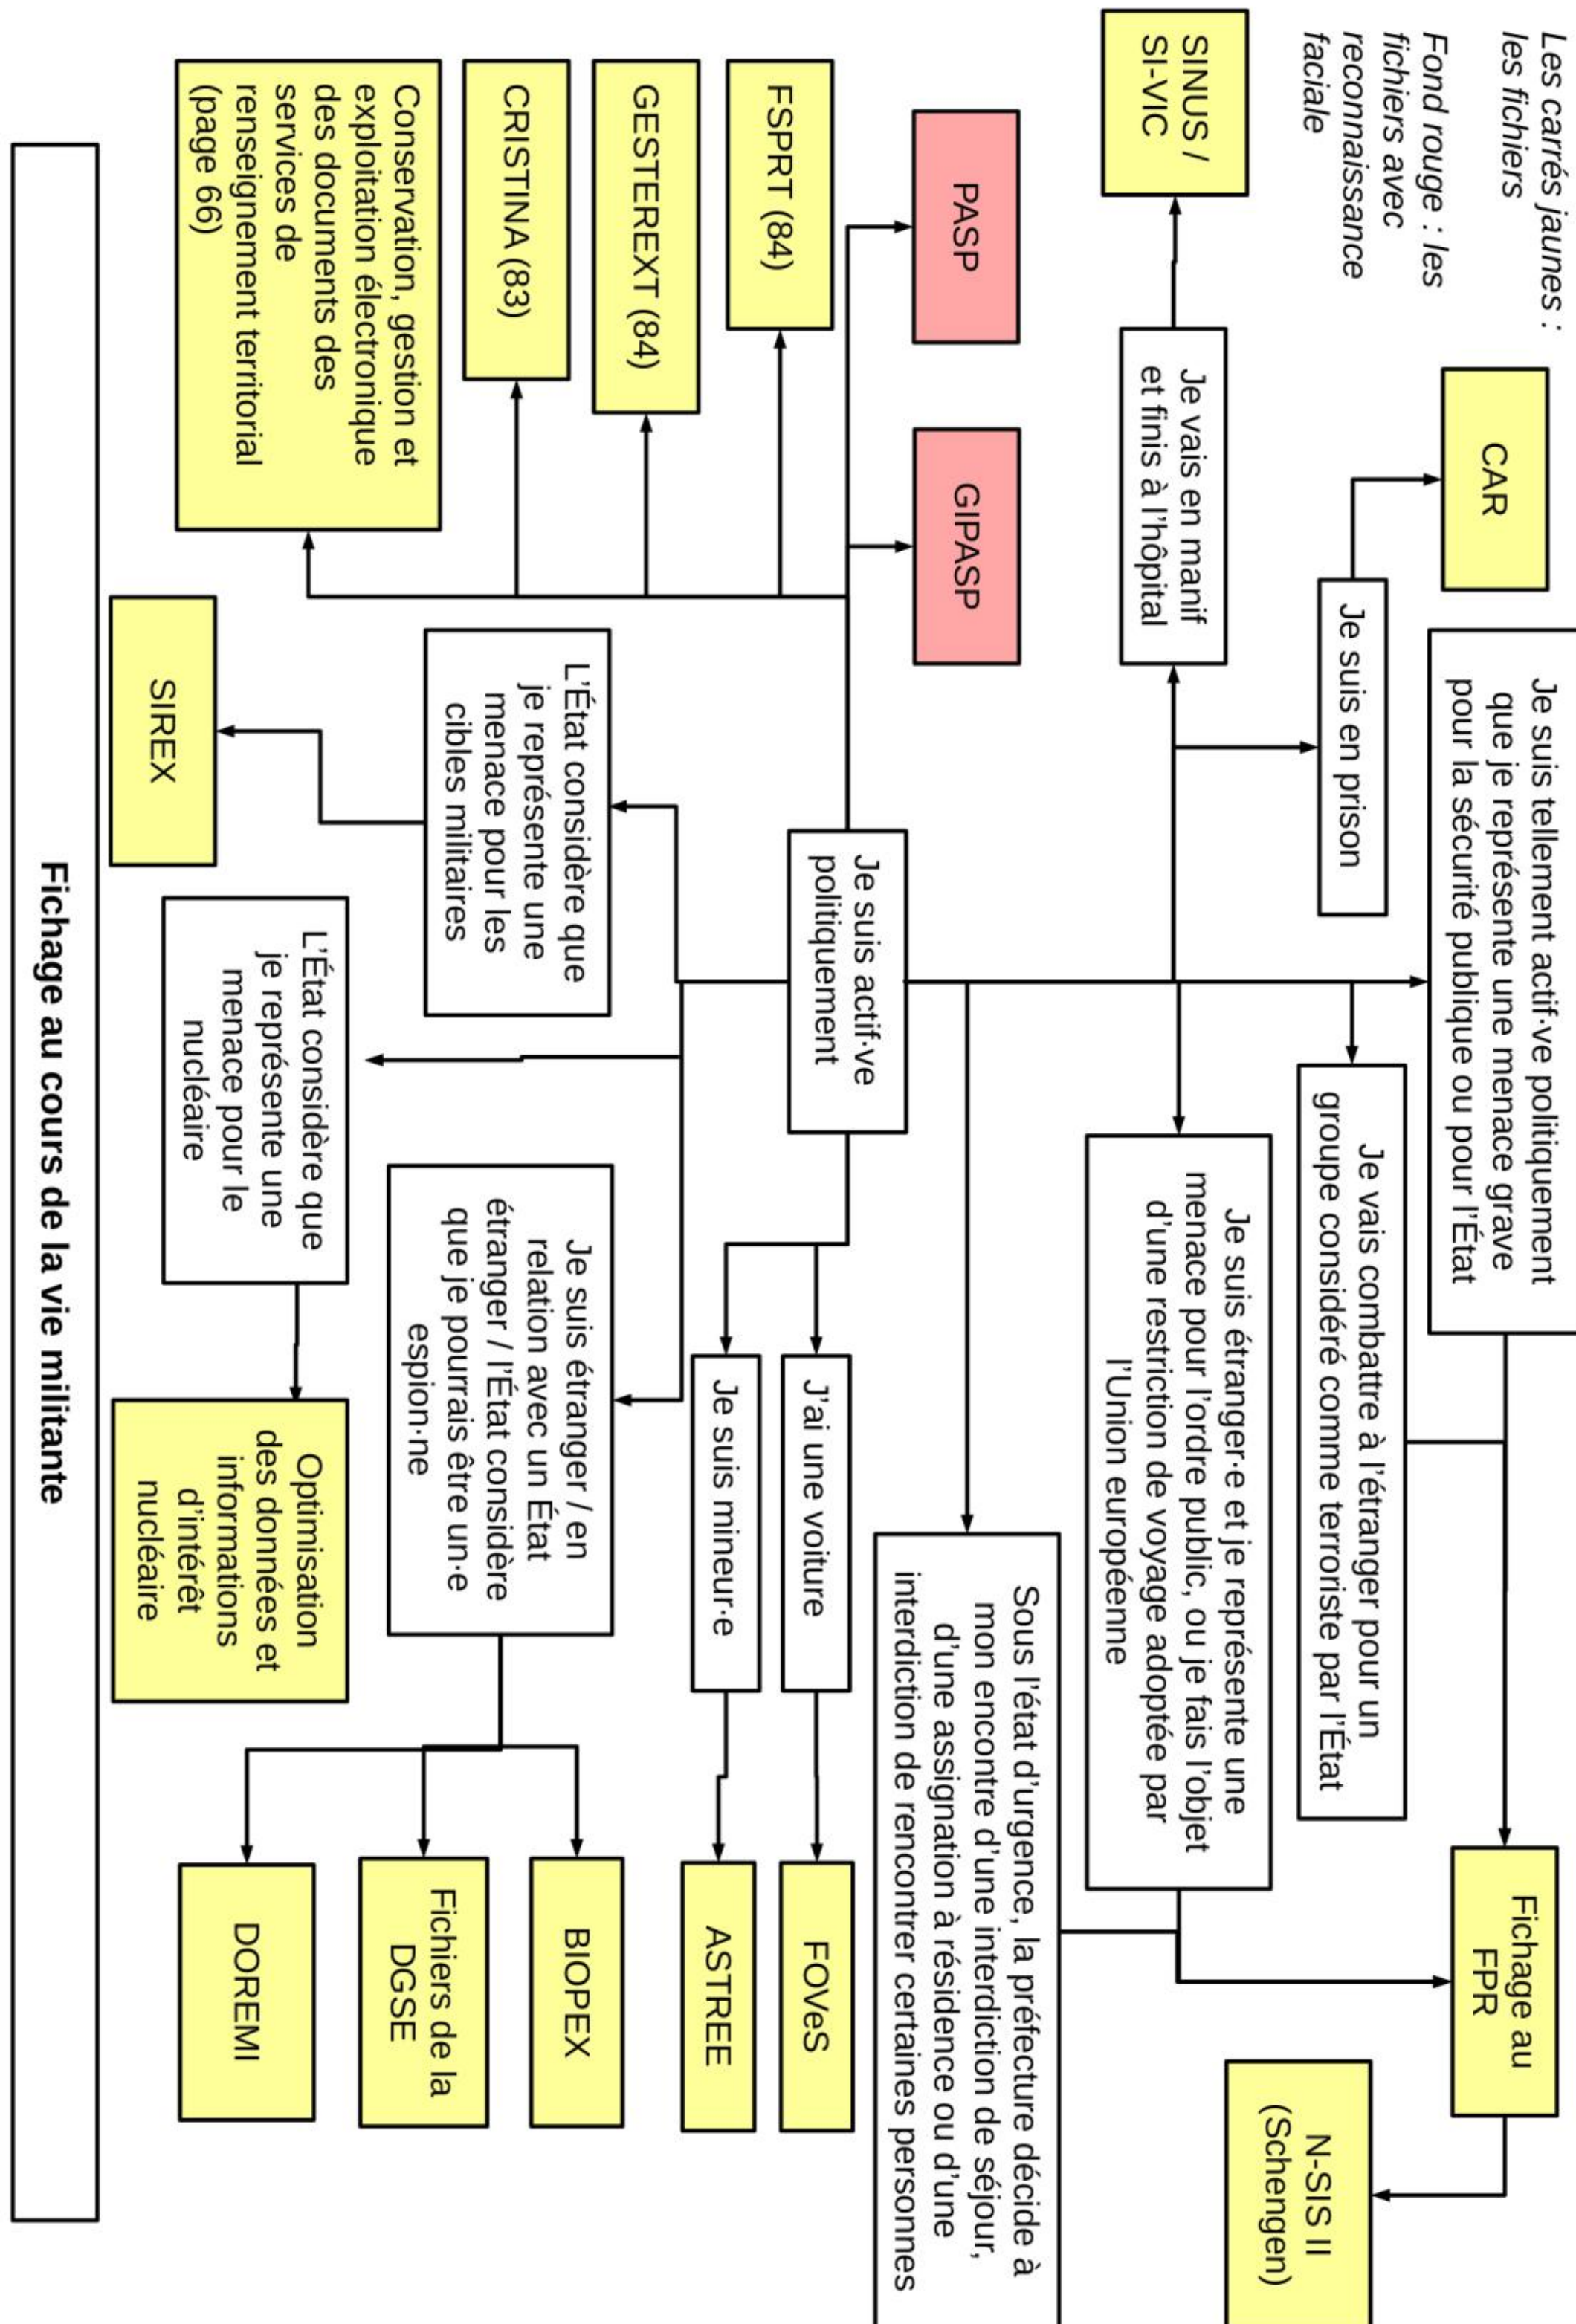 Les carrés jaunes :
les fichiers
Fond rouge : les
fichiers avec
reconnaissance
faciale
CAR
Je suis tellement actif·ve politiquement
que je représente une menace grave
pour la sécurité publique ou pour l'État
Fichage au
FPR
Je suis en prison
Je vais combattre à l'étranger pour un
groupe considéré comme terroriste par l'État
N-SIS II
(Schengen)
SINUS /
SI-VIC
Je vais en manif
et finis à l'hôpital
Je suis étranger·e et je représente une
menace pour l'ordre public, ou je fais l'objet
d'une restriction de voyage adoptée par
l'Union européenne
Sous l'état d'urgence, la préfecture décide à
mon encontre d'une interdiction de séjour,
d'une assignation à résidence ou d'une
interdiction de rencontrer certaines personnes
PASP
GIPASP
Je suis actif·ve
politiquement
J'ai une voiture
FOVeS
FSPRT (84)
Je suis mineur·e
ASTREE
GESTEREXT (84)
CRISTINA (83)
L'État considère que
je représente une
menace pour les
cibles militaires
Je suis étranger / en
relation avec un État
étranger / l'État considère
que je pourrais être un·e
espion·ne
BIOPEX
Fichiers de la
DGSE
DOREMI
Conservation, gestion et
exploitation électronique
des documents des
services de
renseignement territorial
(page 66)
SIREX
L'État considère que
je représente une
menace pour le
nucléaire
Optimisation
des données et
informations
d'intérêt
nucléaire
Fichage au cours de la vie militante